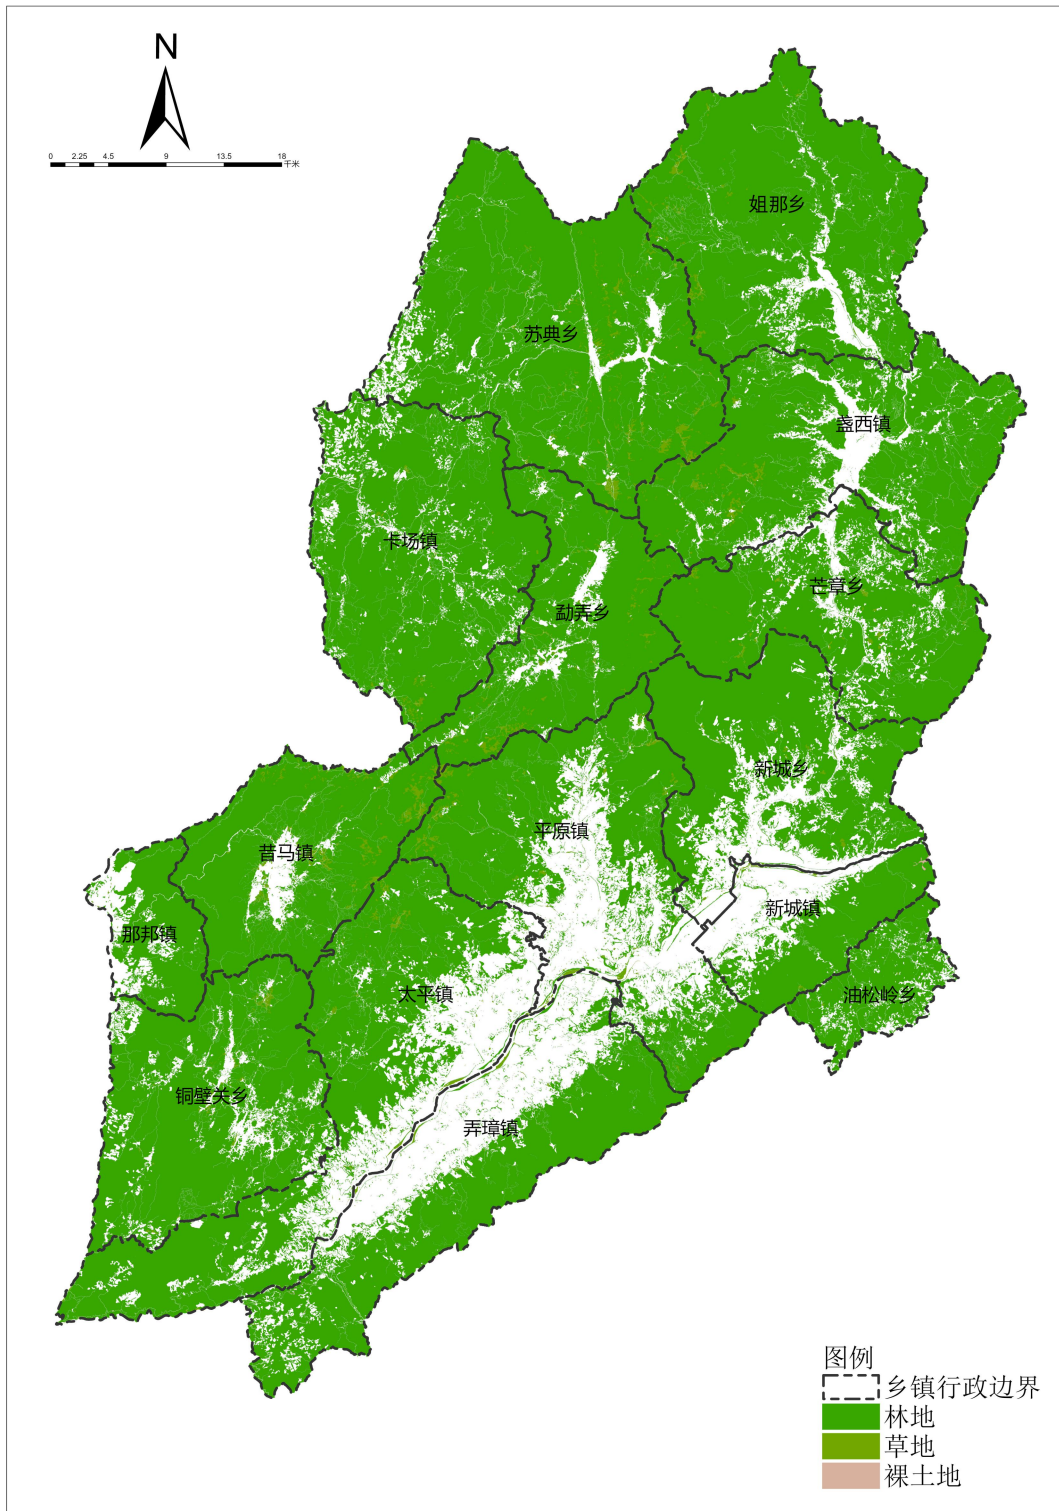 N
0 2.25 4.5 9 13.5 18
千米
姐那乡
苏典乡
盏西镇
卡场镇
芒章乡
勐弄乡
新城乡
平原镇
昔马镇
新城镇
那邦镇
太平镇
油松岭乡
铜壁关乡
弄璋镇
图例
乡镇行政边界
林地
草地
裸土地